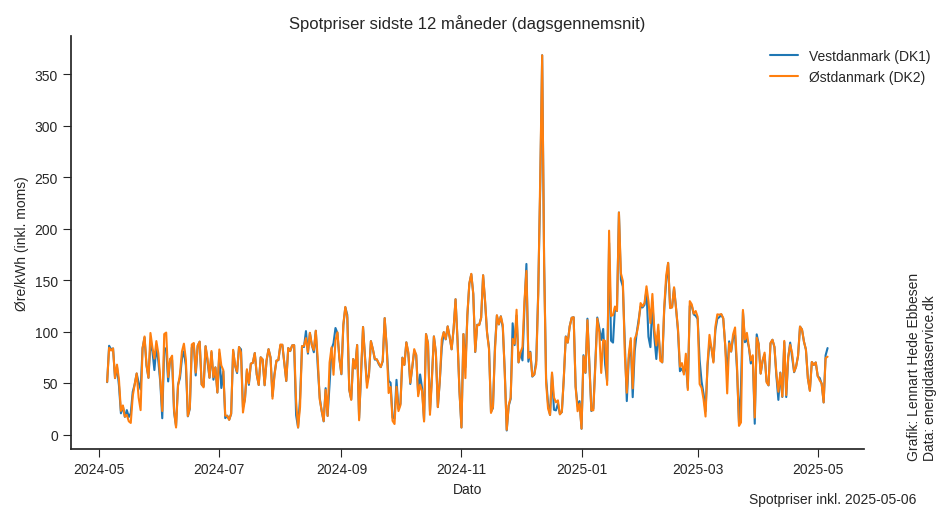 Spotpriser sidste 12 måneder (dagsgennemsnit)
Vestdanmark (DK1)
Østdanmark (DK2)
Øre/kWh (inkl. moms)
350
300
250
200
150
100
50
0
2024-05
2024-07
2024-09
2024-11
2025-01
2025-03
2025-05
Dato
Grafik: Lennart Hede Ebbesen
Data: energidataservice.dk
Spotpriser inkl. 2025-05-06